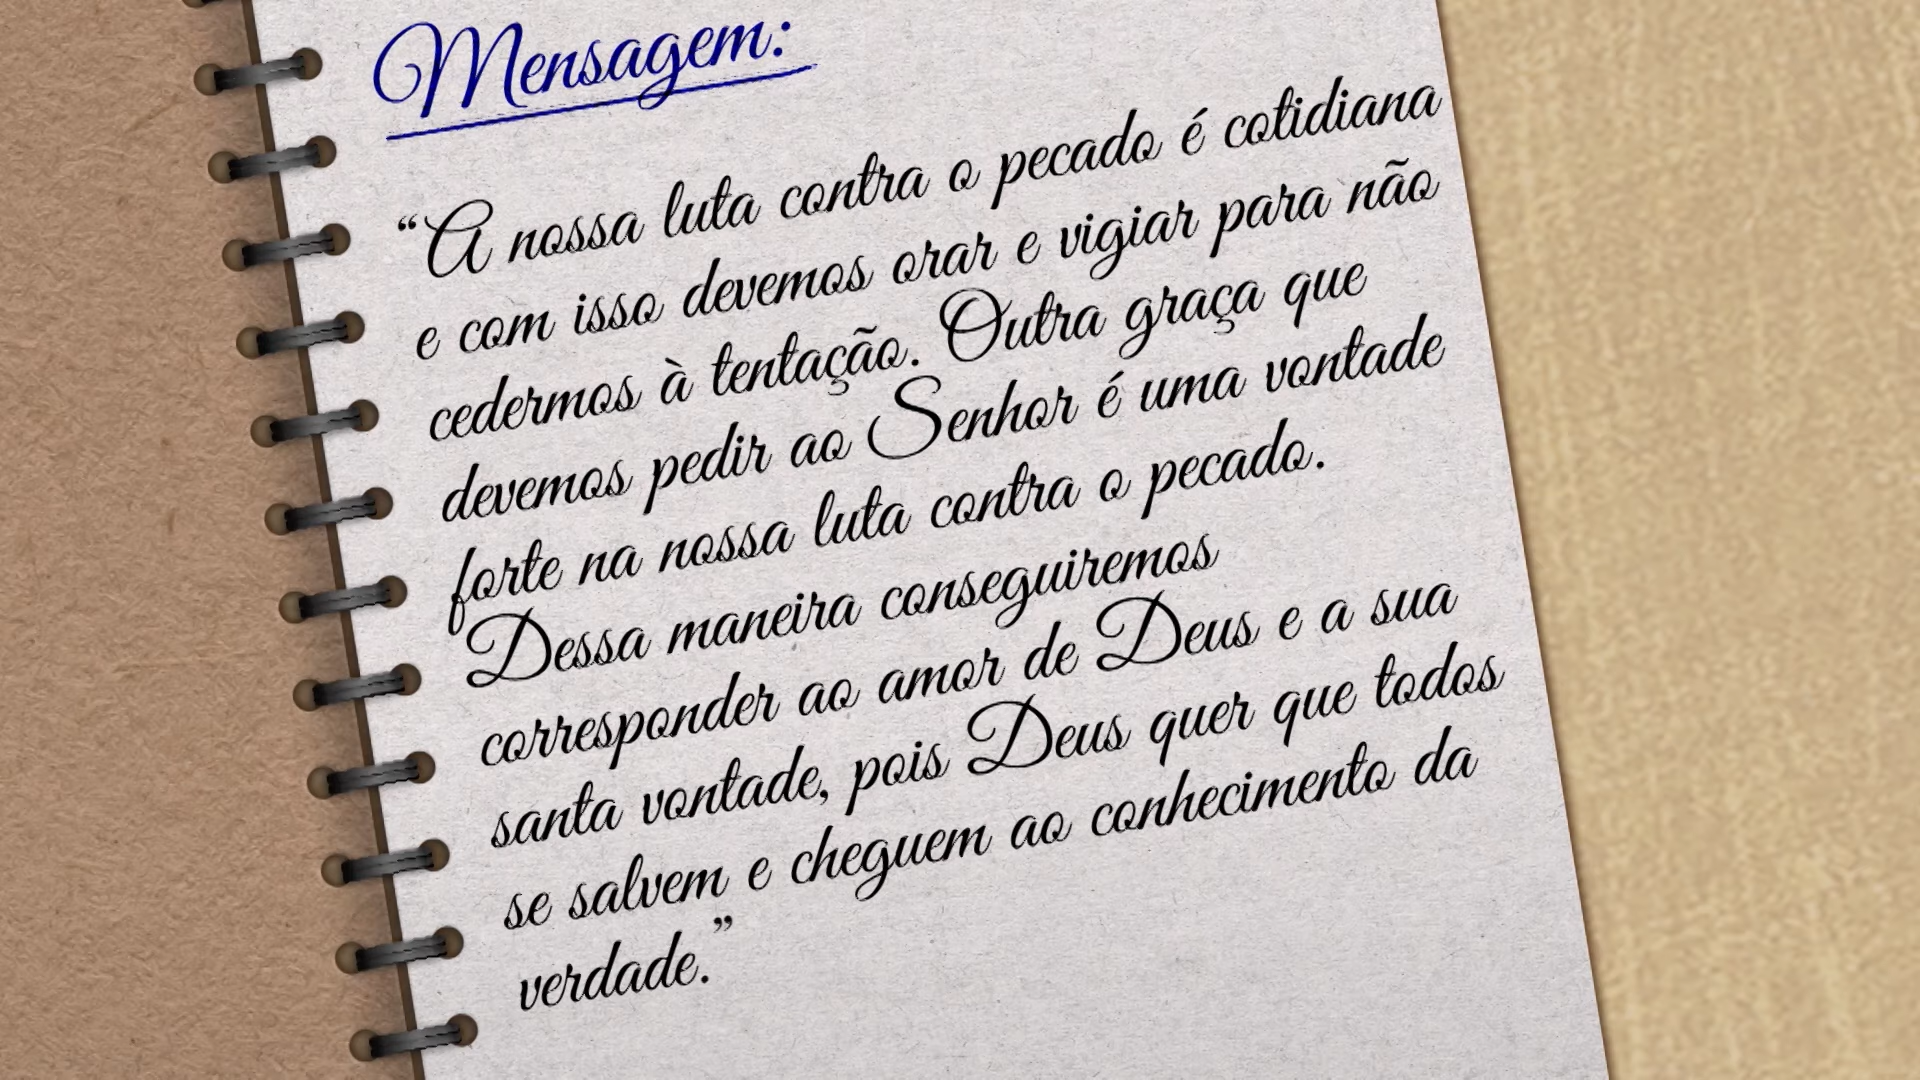 Mensagem:
“A nossa luta contra o pecado é cotidiana
e com isso devemos orar e vigiar para não
cedermos à tentação. Outra graça que
devemos pedir ao Senhor é uma vontade
forte na nossa luta contra o pecado.
Dessa maneira conseguiremos
corresponder ao amor de Deus e a sua
santa vontade, pois Deus quer que todos
se salvem e cheguem ao conhecimento da
verdade.”